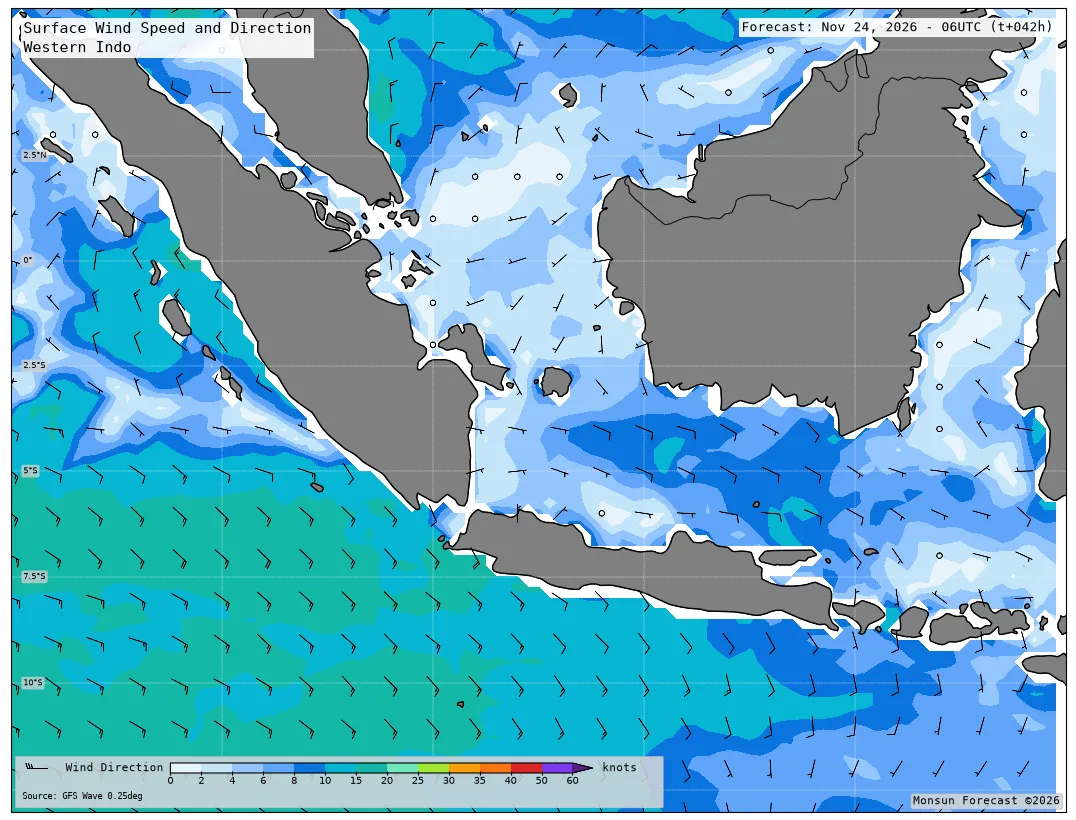 Surface Wind Speed and Direction
Western Indo
Forecast: Nov 24, 2026 - 06UTC (t+042h)
2.5°N
0°
2.5°S
5°S
7.5°S
10°S
Wind Direction
0 2 4 6 8 10 15 20 25 30 35 40 50 60 knots
Source: GFS Wave 0.25deg
Monsun Forecast ©2026